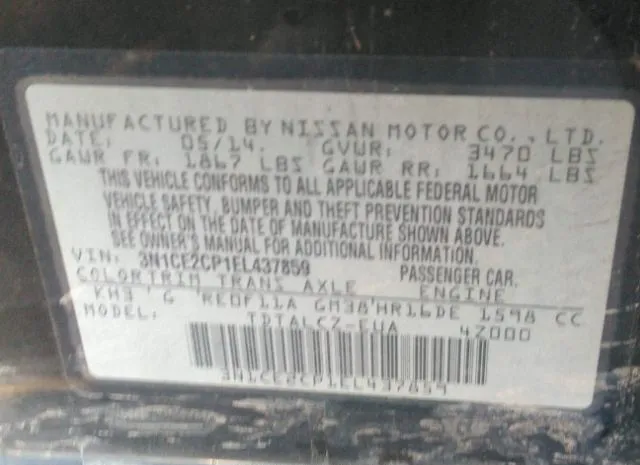 MANUFACTURED BY NISSAN MOTOR CO., LTD.
DATE: 05/14. GVWR: 3470 LBS
GAWR FR: 1867 LBS GAWR RR: 1664 LBS
THIS VEHICLE CONFORMS TO ALL APPLICABLE FEDERAL MOTOR
VEHICLE SAFETY, BUMPER AND THEFT PREVENTION STANDARDS
IN EFFECT ON THE DATE OF MANUFACTURE SHOWN ABOVE.
SEE OWNER'S MANUAL FOR ADDITIONAL INFORMATION.
VIN: 3N1CE2CP1EL437859 PASSENGER CAR.
COLOR TRIM TRANS AXLE ENGINE
KH3 G RE0F11A GM38 HR16DE 1598 CC
MODEL: TDTALCZ-EUA 4Z000
3N1CE2CP1EL437859